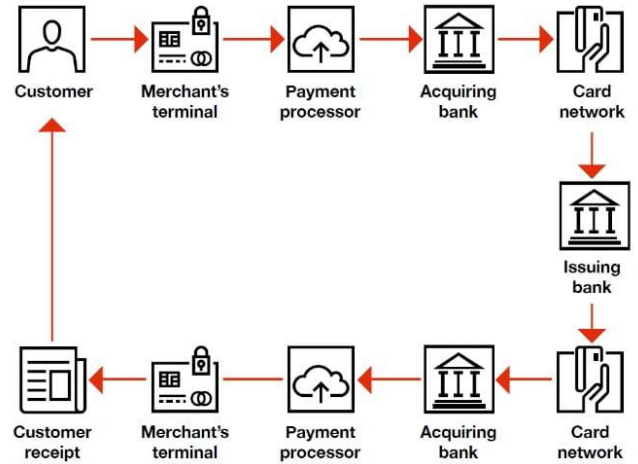 Customer
Merchant's
terminal
Payment
processor
Acquiring
bank
Card
network
Issuing
bank
Customer
receipt
Merchant's
terminal
Payment
processor
Acquiring
bank
Card
network